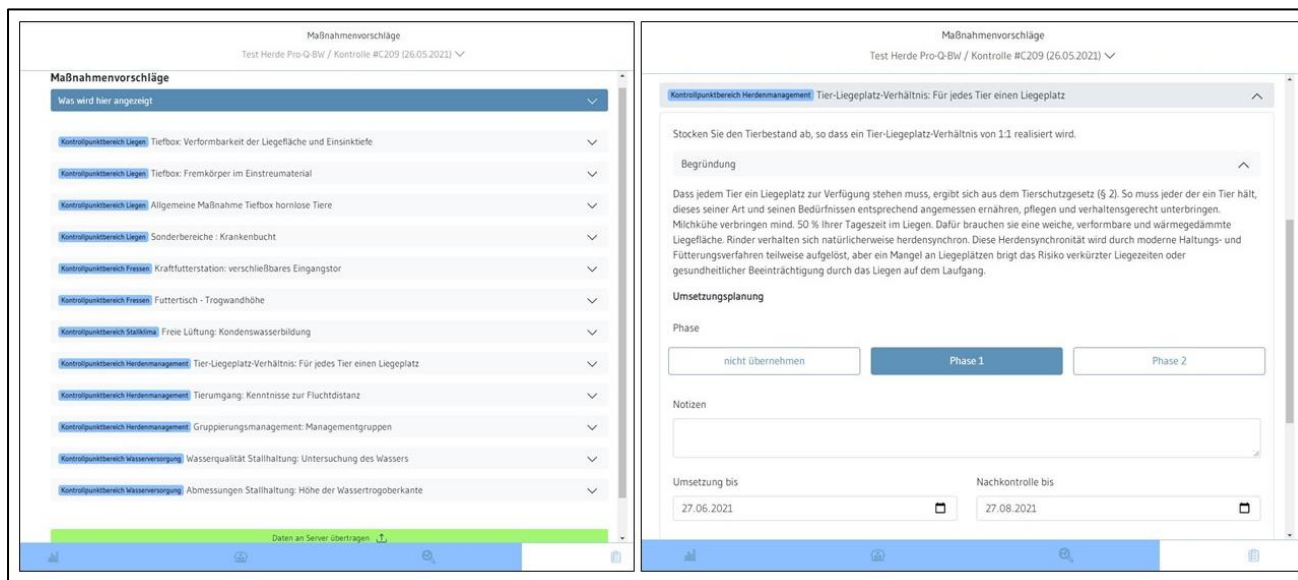 Maßnahmenvorschläge
Test Herde Pro-Q-BW / Kontrolle #C209 (26.05.2021)
Maßnahmenvorschläge
Was wird hier angezeigt
Kontrollpunktbereich Liegen Tiefbox: Verformbarkeit der Liegefläche und Einsinktiefe
Kontrollpunktbereich Liegen Tiefbox: Fremkörper im Einstreumaterial
Kontrollpunktbereich Liegen Allgemeine Maßnahme Tiefbox hornlose Tiere
Kontrollpunktbereich Liegen Sonderbereiche : Krankenbucht
Kontrollpunktbereich Fressen Kraftfutterstation: verschließbares Eingangstor
Kontrollpunktbereich Fressen Futtertisch - Trogwandhöhe
Kontrollpunktbereich Stallklima Freie Lüftung: Kondenswasserbildung
Kontrollpunktbereich Herdenmanagement Tier-Liegeplatz-Verhältnis: Für jedes Tier einen Liegeplatz
Kontrollpunktbereich Herdenmanagement Tierumgang: Kenntnisse zur Fluchtdistanz
Kontrollpunktbereich Herdenmanagement Gruppierungsmanagement: Managementgruppen
Kontrollpunktbereich Wasserversorgung Wasserqualität Stallhaltung: Untersuchung des Wassers
Kontrollpunktbereich Wasserversorgung Abmessungen Stallhaltung: Höhe der Wassertrogoberkante
Daten an Server übertragen
Maßnahmenvorschläge
Test Herde Pro-Q-BW / Kontrolle #C209 (26.05.2021)
Kontrollpunktbereich Herdenmanagement Tier-Liegeplatz-Verhältnis: Für jedes Tier einen Liegeplatz
Stocken Sie den Tierbestand ab, so dass ein Tier-Liegeplatz-Verhältnis von 1:1 realisiert wird.
Begründung
Dass jedem Tier ein Liegeplatz zur Verfügung stehen muss, ergibt sich aus dem Tierschutzgesetz (§ 2). So muss jeder der ein Tier hält,
dieses seiner Art und seinen Bedürfnissen entsprechend angemessen ernähren, pflegen und verhaltensgerecht unterbringen.
Milchkühe verbringen mind. 50 % Ihrer Tageszeit im Liegen. Dafür brauchen sie eine weiche, verformbare und wärmegedämmte
Liegefläche. Rinder verhalten sich natürlicherweise herdensynchron. Diese Herdensynchronität wird durch moderne Haltungs- und
Fütterungsverfahren teilweise aufgelöst, aber ein Mangel an Liegeplätzen brigt das Risiko verkürzter Liegezeiten oder
gesundheitlicher Beeinträchtigung durch das Liegen auf dem Laufgang.
Umsetzungsplanung
Phase
nicht übernehmen
Phase 1
Phase 2
Notizen
Umsetzung bis
Nachkontrolle bis
27.06.2021
27.08.2021